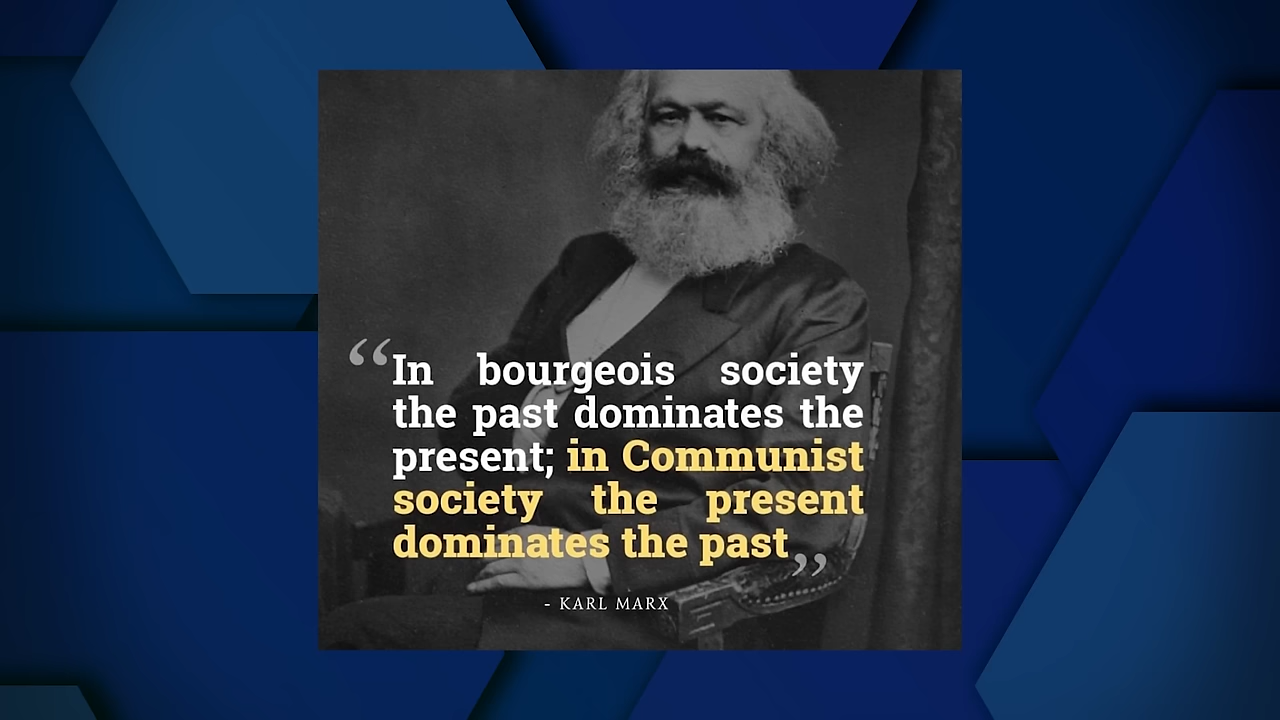 “In bourgeois society
the past dominates the
present; in Communist
society the present
dominates the past”
- KARL MARX